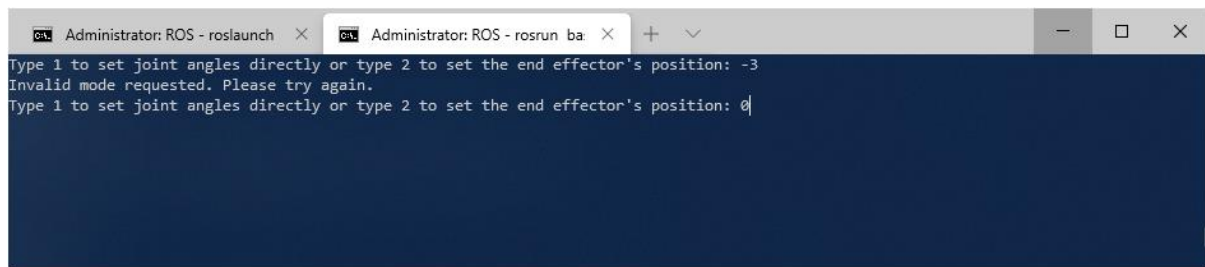 Administrator: ROS - roslaunch
Administrator: ROS - rosrun ba
Type 1 to set joint angles directly or type 2 to set the end effector's position: -3
Invalid mode requested. Please try again.
Type 1 to set joint angles directly or type 2 to set the end effector's position: 0